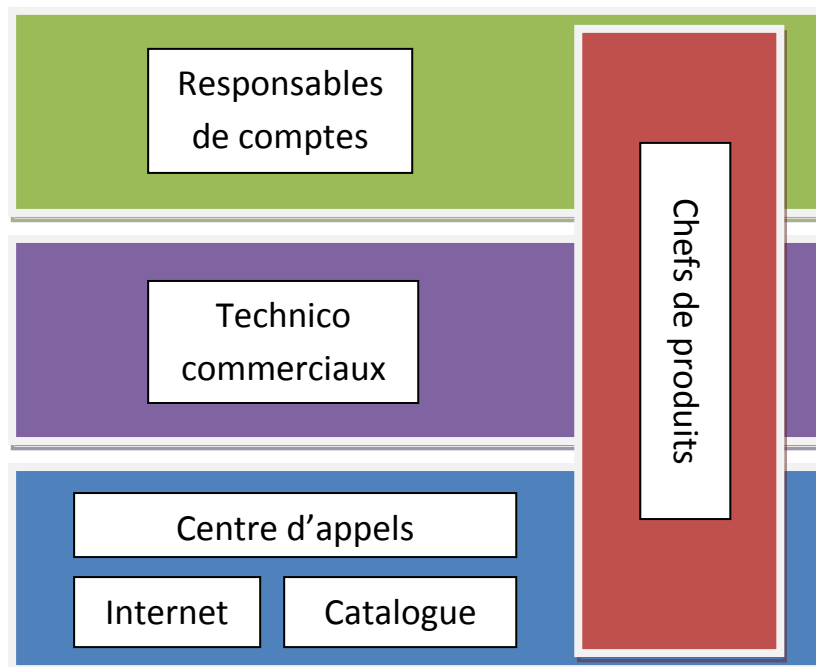 Responsables
de comptes
Technico
commerciaux
Centre d’appels
Internet
Catalogue
Chefs de produits